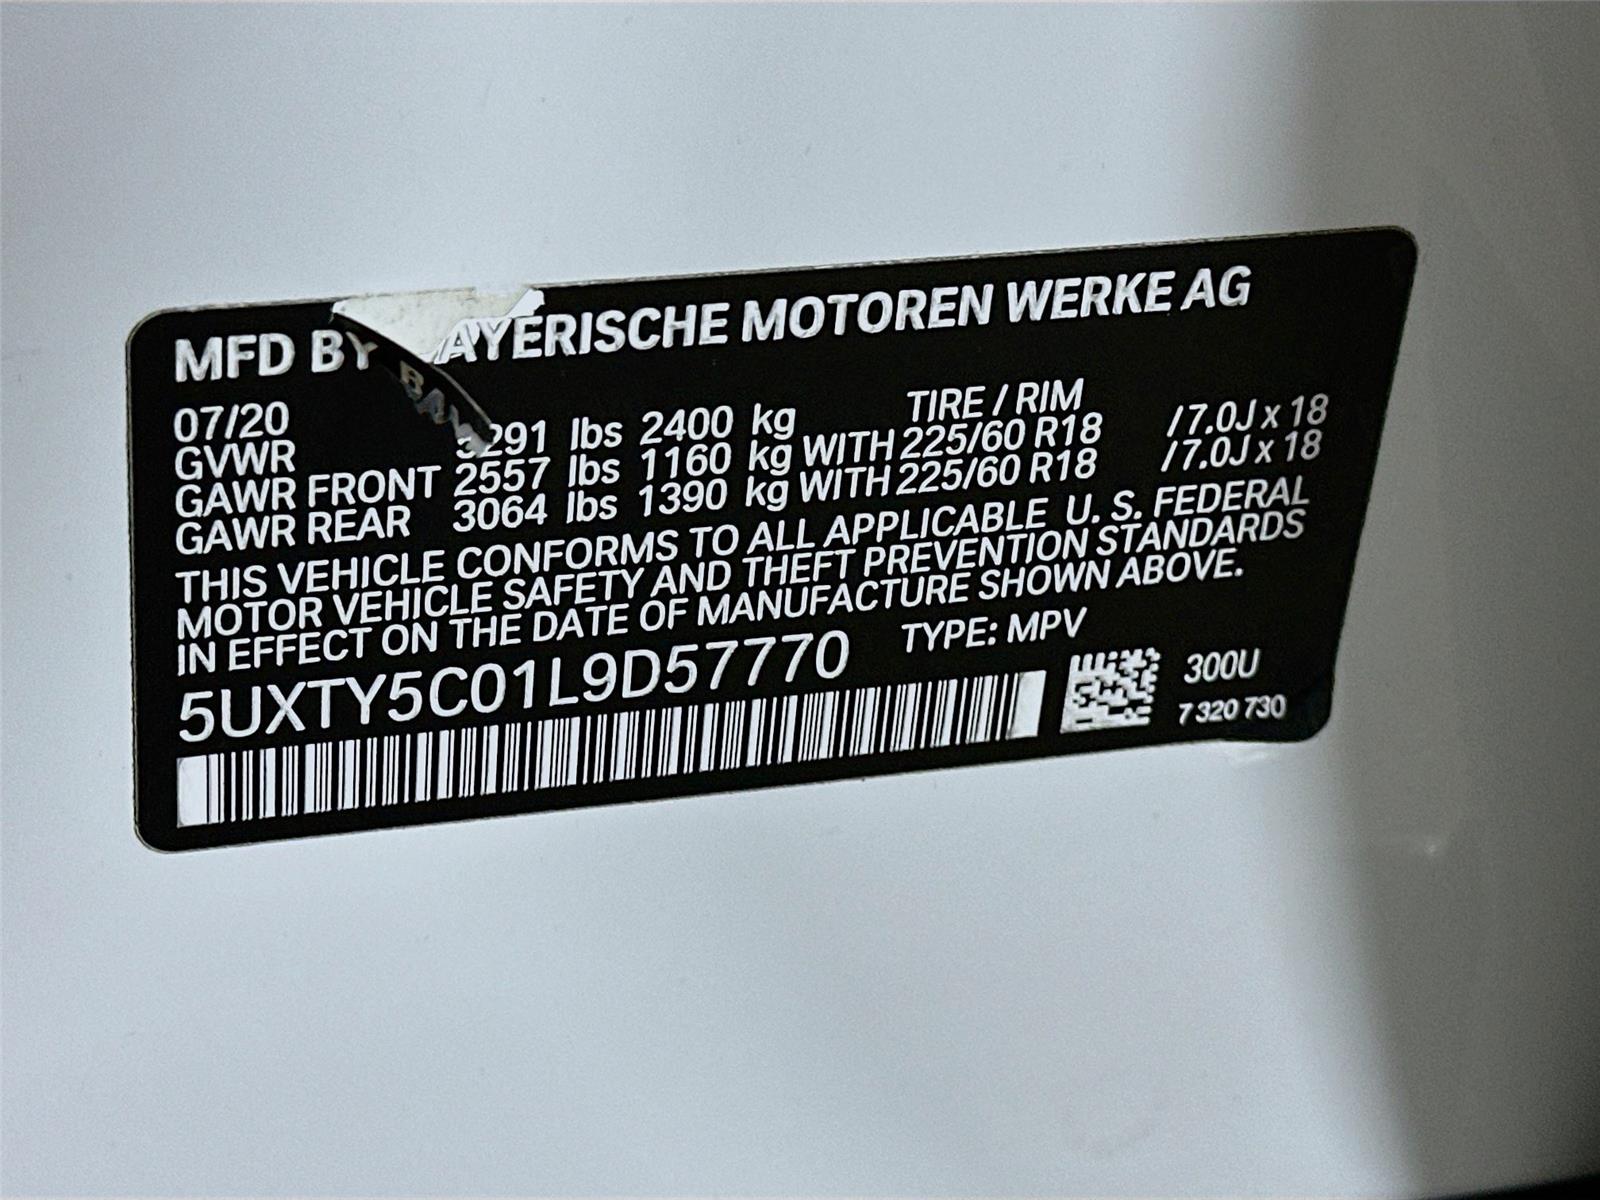 MFD BY BAYERISCHE MOTOREN WERKE AG
07/20 TIRE / RIM
GVWR 5291 lbs 2400 kg
GAWR FRONT 2557 lbs 1160 kg WITH 225/60 R18 / 7.0J x 18
GAWR REAR 3064 lbs 1390 kg WITH 225/60 R18 / 7.0J x 18
THIS VEHICLE CONFORMS TO ALL APPLICABLE U. S. FEDERAL
MOTOR VEHICLE SAFETY AND THEFT PREVENTION STANDARDS
IN EFFECT ON THE DATE OF MANUFACTURE SHOWN ABOVE.
5UXTY5C01L9D57770 TYPE: MPV
300U
7 320 730